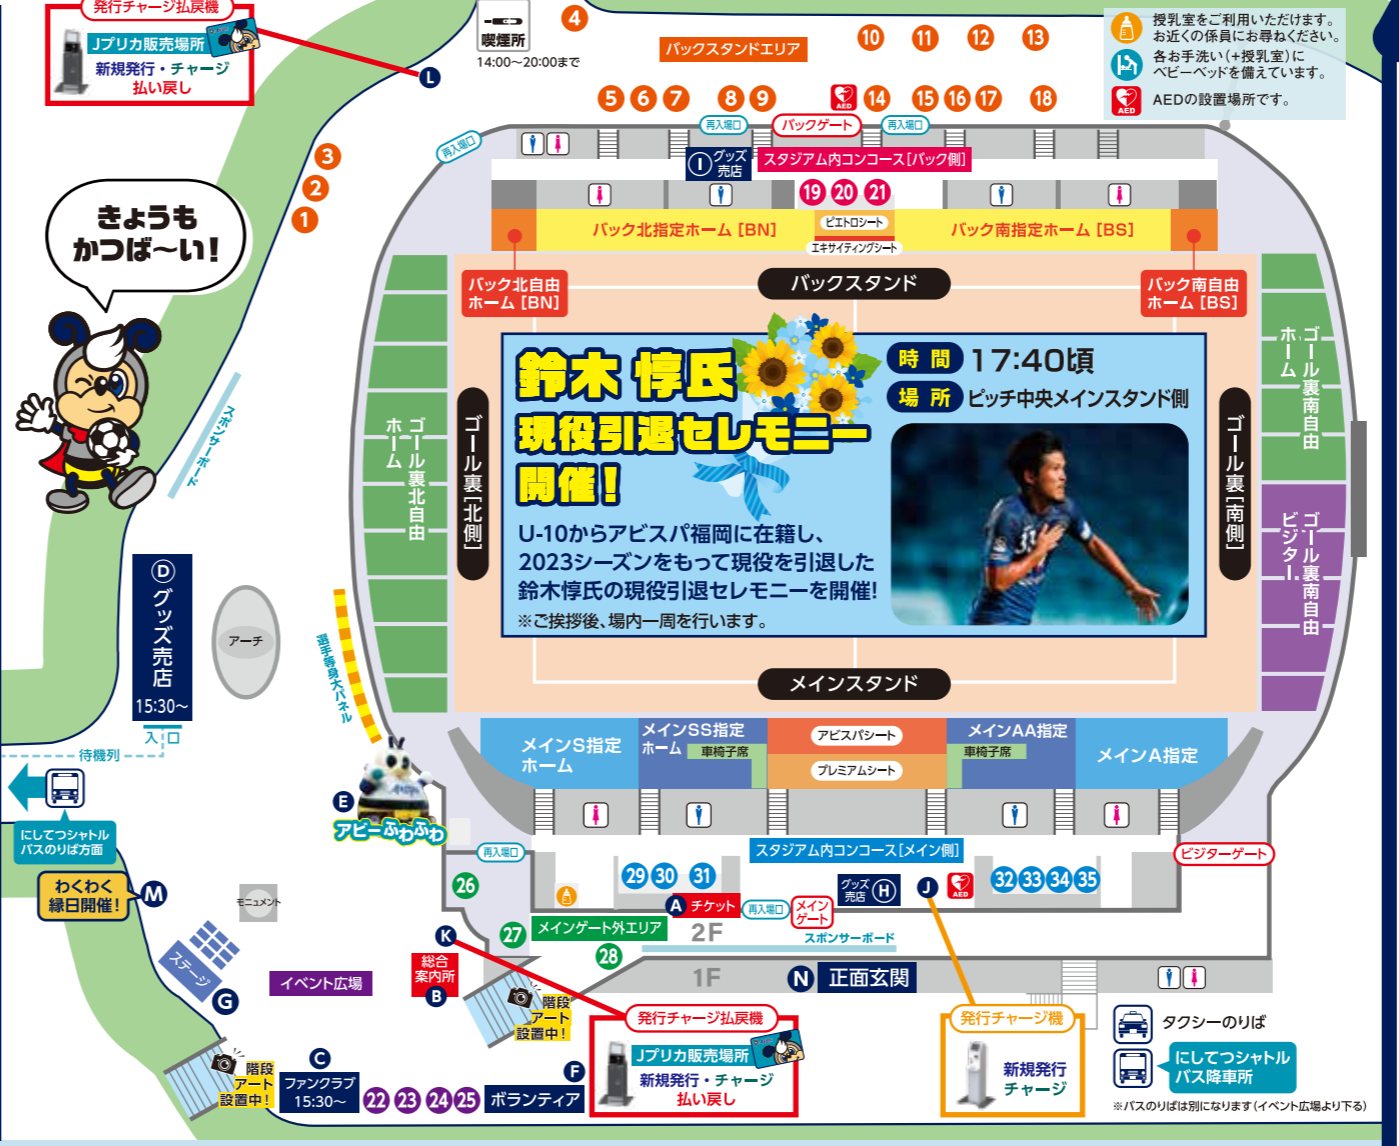 発行チャージ払戻機
Jプリカ販売場所
新規発行・チャージ
払い戻し
L
喫煙所
14:00～20:00まで
4
バックスタンドエリア
10
11
12
13
授乳室をご利用いただけます。
お近くの係員にお尋ねください。
各お手洗い(+授乳室)に
ベビーベッドを備えています。
AED
AEDの設置場所です。
5
6
7
8
9
AED
14
15
16
17
18
再入場口
再入場口
バックゲート
再入場口
I グッズ
売店
スタジアム内コンコース[バック側]
19
20
21
3
2
1
きょうも
かつば～い!
バック北指定ホーム [BN]
ピエトロシート
エキサイティングシート
バック南指定ホーム [BS]
バック北自由
ホーム [BN]
バックスタンド
バック南自由
ホーム [BS]
鈴木 惇氏
現役引退セレモニー
開催!
時間 17:40頃
場所 ピッチ中央メインスタンド側
U-10からアビスパ福岡に在籍し、
2023シーズンをもって現役を引退した
鈴木惇氏の現役引退セレモニーを開催!
※ご挨拶後、場内一周を行います。
ゴール裏北自由
ホーム
ゴール裏[北側]
ゴール裏[南側]
ゴール裏南自由
ホーム
ゴール裏南自由
ビジター
スポンサーボード
D グッズ売店
15:30～
入口
待機列
アーチ
選手等身大パネル
メインスタンド
メインS指定
ホーム
メインSS指定
ホーム
車椅子席
アビスパシート
プレミアムシート
メインAA指定
車椅子席
メインA指定
にしてつシャトル
バスのりば方面
E
アビーふわふわ
再入場口
スタジアム内コンコース[メイン側]
ビジターゲート
わくわく
縁日開催!
M
モニュメント
26
29
30
31
グッズ
売店 H
J
AED
32
33
34
35
A チケット
再入場口
メイン
ゲート
27
メインゲート外エリア
2F
スポンサーボード
28
K
ステージ
G
イベント広場
総合
案内所
B
1F
N 正面玄関
階段
アート
設置中!
階段
アート
設置中!
C
ファンクラブ
15:30～
22
23
24
25
F
ボランティア
発行チャージ払戻機
Jプリカ販売場所
新規発行・チャージ
払い戻し
発行チャージ機
新規発行
チャージ
タクシーのりば
にしてつシャトル
バス降車所
※バスのりばは別になります(イベント広場より下る)